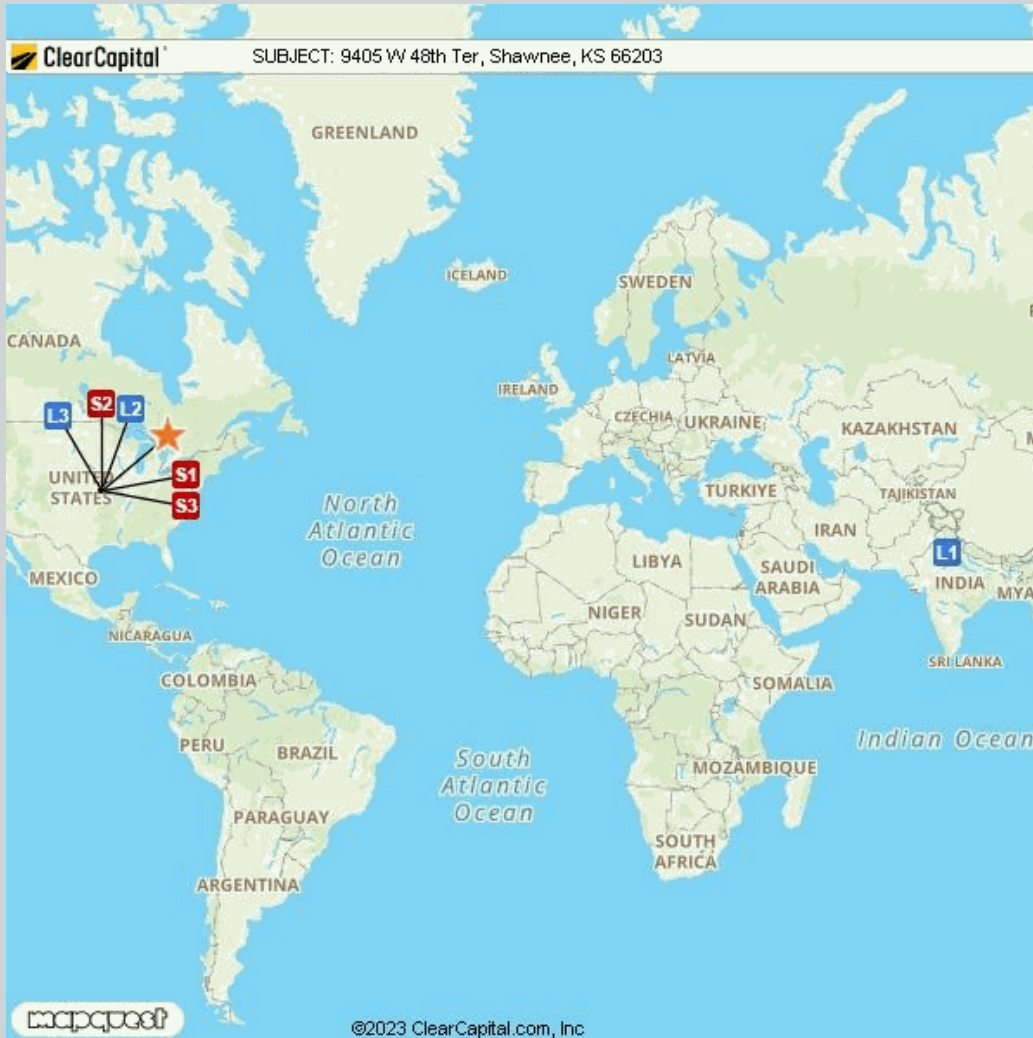 ClearCapital
SUBJECT: 9405 W 48th Ter, Shawnee, KS 66203
GREENLAND
ICELAND
SWEDEN
CANADA
LATVIA
IRELAND
S2
L2
L3
CZECHIA
UKRAINE
KAZAKHSTAN
S1
UNITED
STATES
S3
TURKIYE
TAJIKISTAN
North
Atlantic
Ocean
IRAN
L1
LIBYA
SAUDI
ARABIA
MEXICO
INDIA
MYA
NIGER
SUDAN
NICARAGUA
SRI LANKA
COLOMBIA
SOMALIA
PERU
BRAZIL
Indian Ocean
South
Atlantic
Ocean
MOZAMBIQUE
PARAGUAY
SOUTH
AFRICA
ARGENTINA
mapquest
©2023 ClearCapital.com, Inc